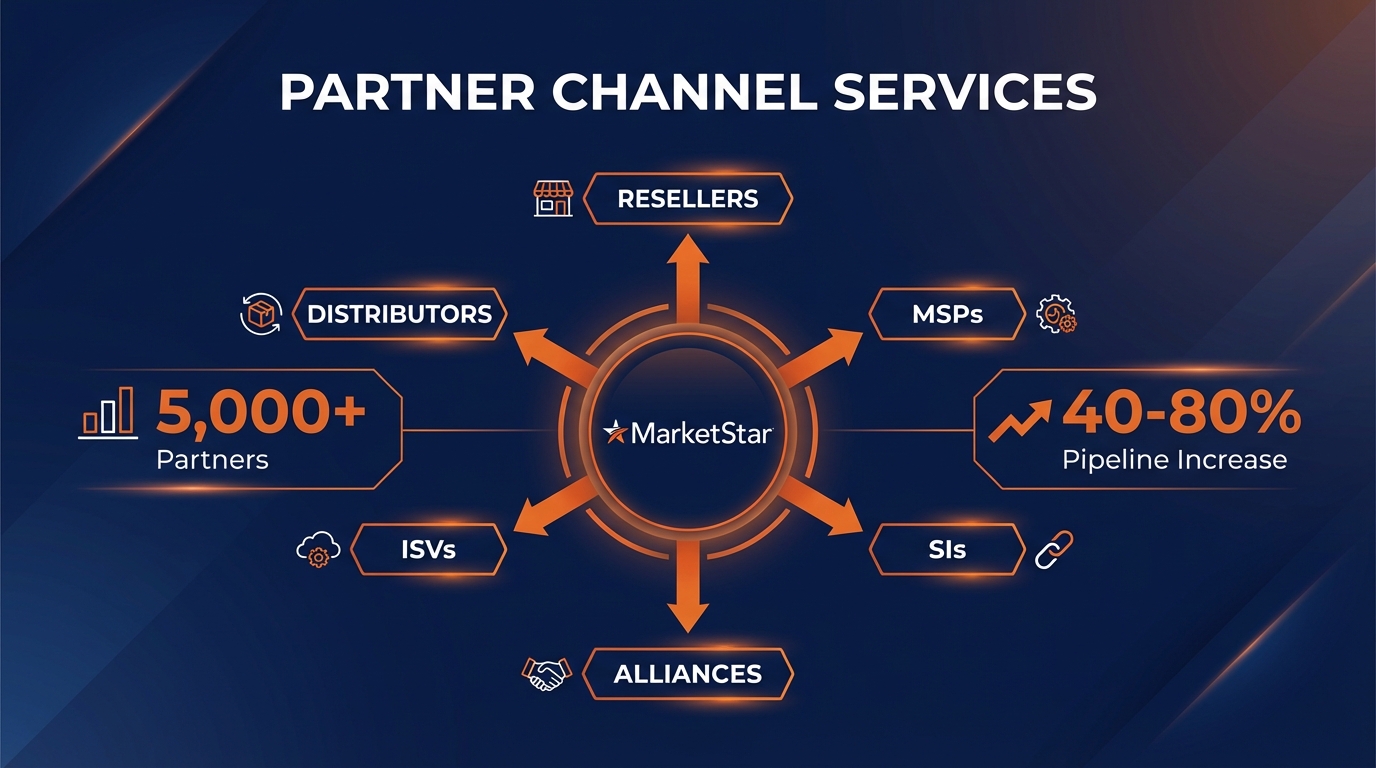 PARTNER CHANNEL SERVICES
RESELLERS
DISTRIBUTORS
MSPs
5,000+
Partners
MarketStar
40-80%
Pipeline Increase
ISVs
SIs
ALLIANCES